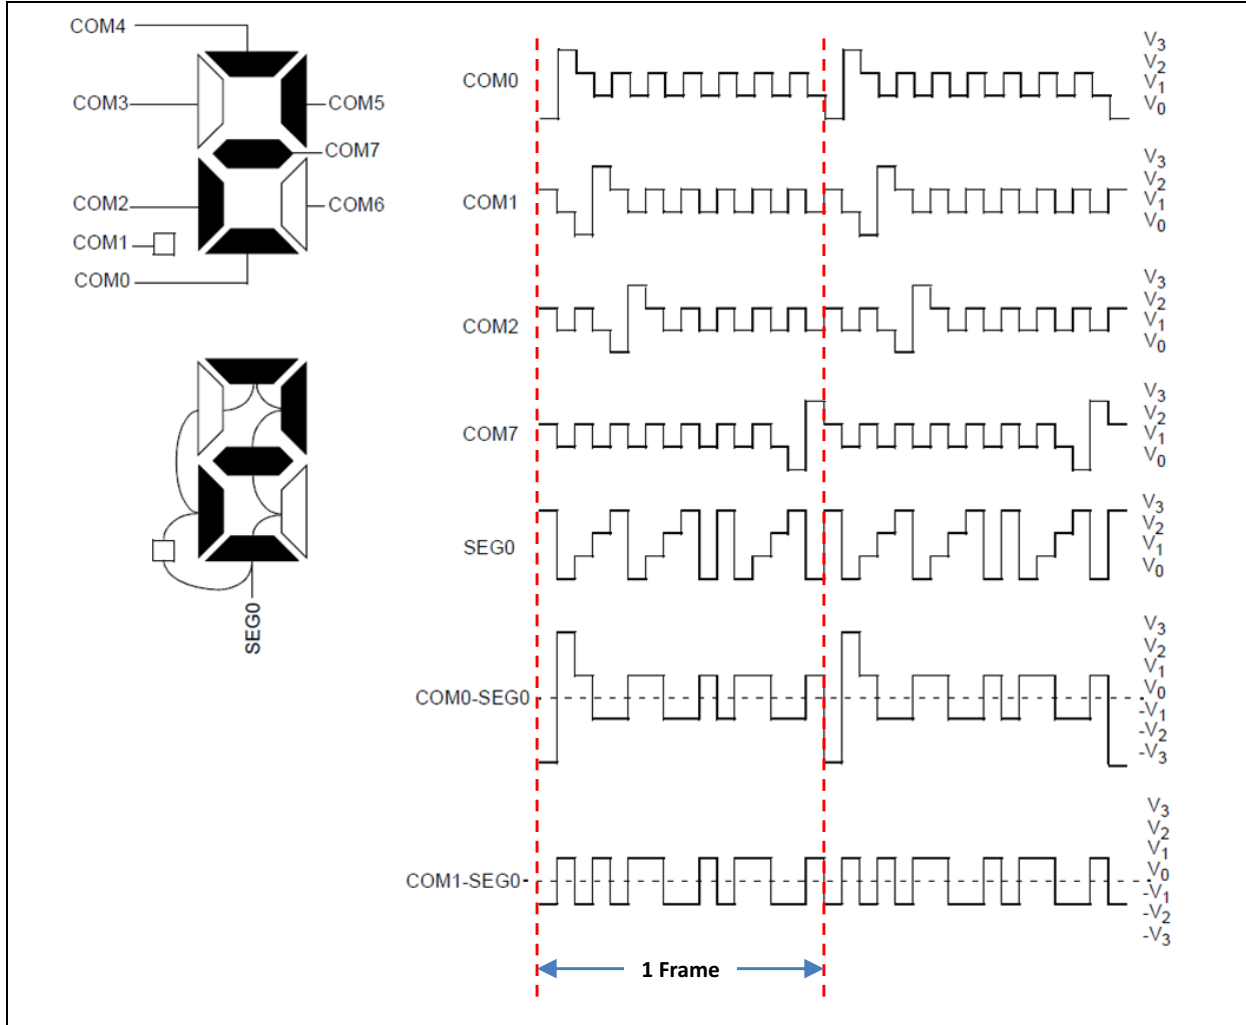 COM4
COM3
COM5
COM7
COM2
COM6
COM1
COM0
SEG0
COM0
V3
V2
V1
V0
COM1
V3
V2
V1
V0
COM2
V3
V2
V1
V0
COM7
V3
V2
V1
V0
SEG0
V3
V2
V1
V0
COM0-SEG0
V3
V2
V1
V0
-V1
-V2
-V3
COM1-SEG0
V3
V2
V1
V0
-V1
-V2
-V3
1 Frame